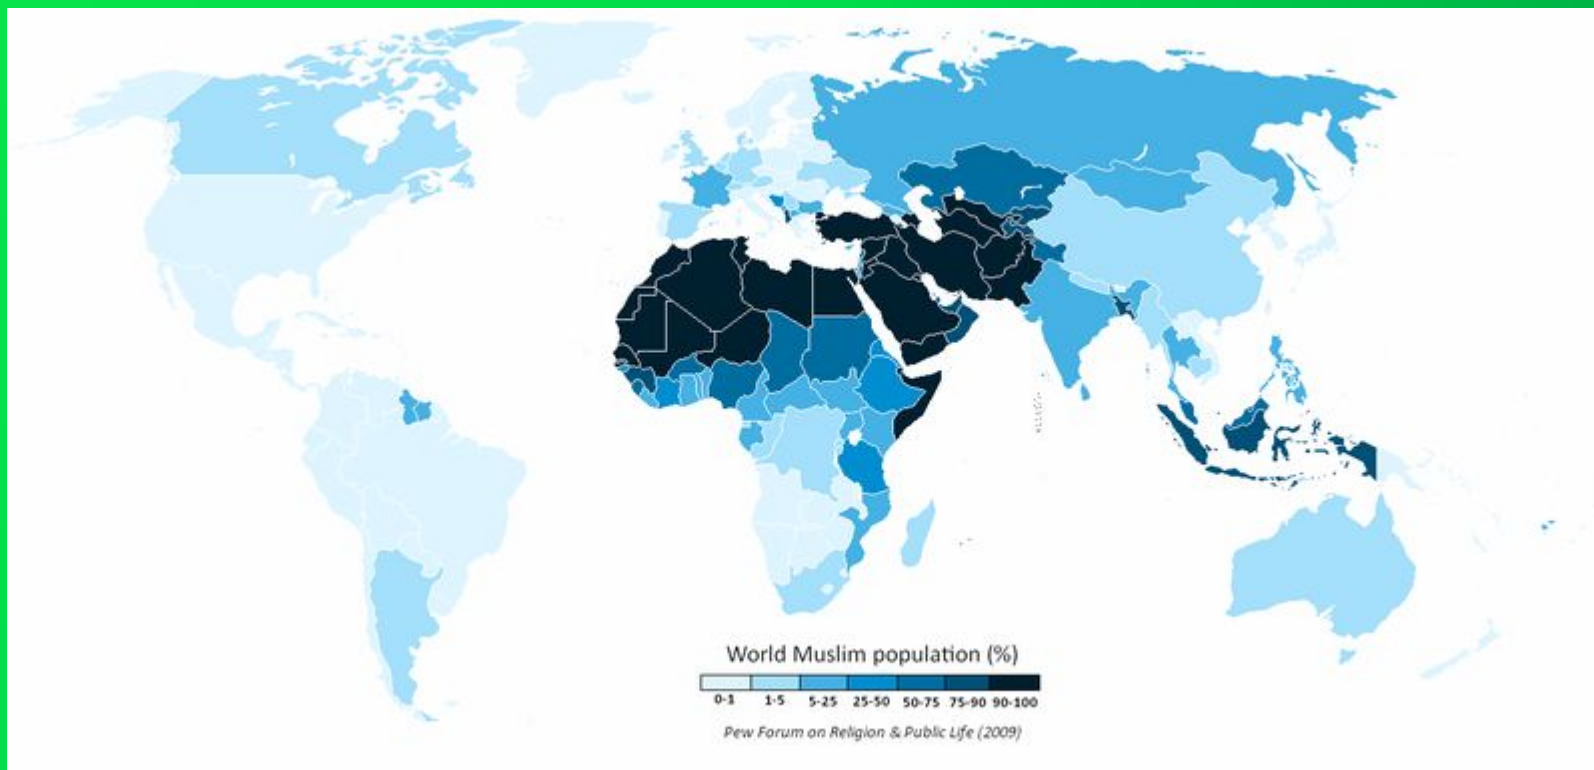 World Muslim population (%)
0-1 1-5 5-25 25-50 50-75 75-90 90-100
Pew Forum on Religion & Public Life (2009)